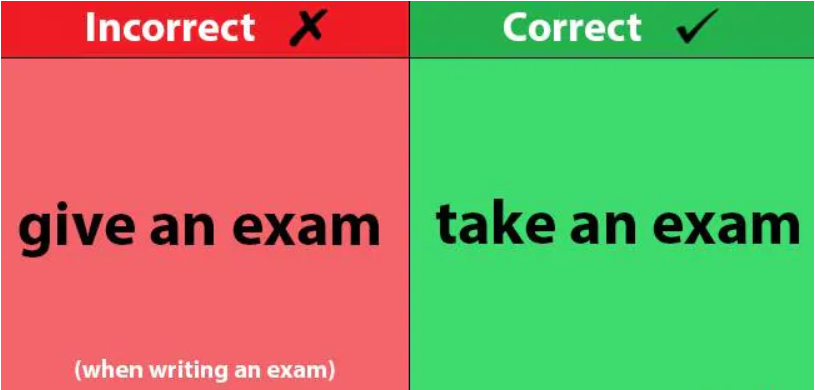 Incorrect ✗
Correct ✓
give an exam
take an exam
(when writing an exam)